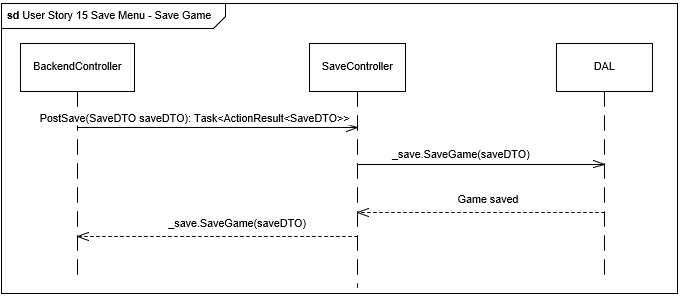 sd User Story 15 Save Menu - Save Game
BackendController
SaveController
DAL
PostSave(SaveDTO saveDTO): Task<ActionResult<SaveDTO>>
_save.SaveGame(saveDTO)
Game saved
_save.SaveGame(saveDTO)